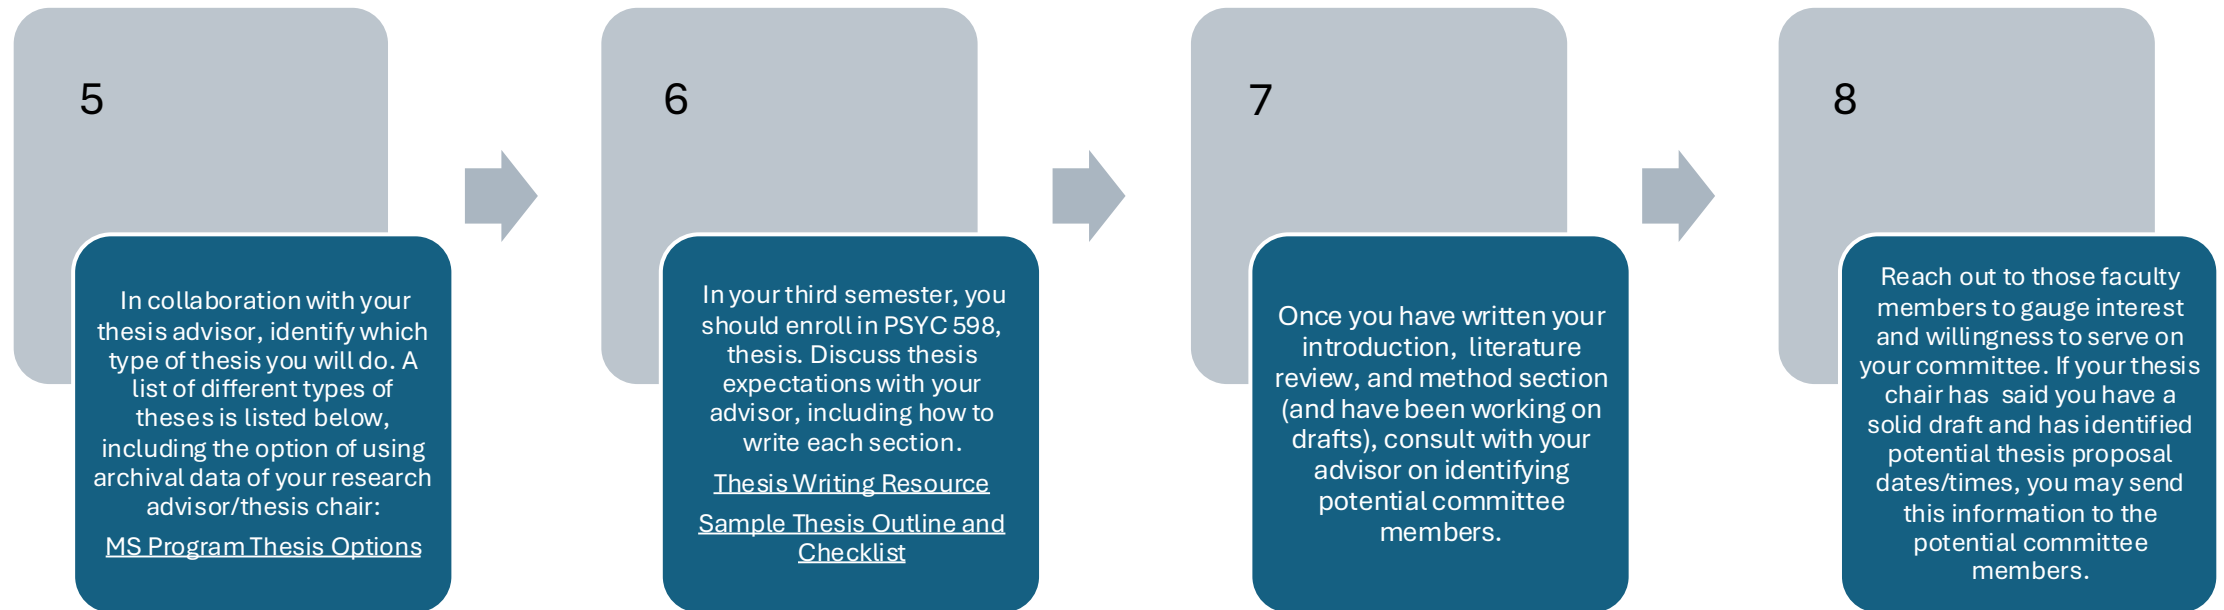 5
In collaboration with your
thesis advisor, identify which
type of thesis you will do. A
list of different types of
theses is listed below,
including the option of using
archival data of your research
advisor/thesis chair:
MS Program Thesis Options
6
In your third semester, you
should enroll in PSYC 598,
thesis. Discuss thesis
expectations with your
advisor, including how to
write each section.
Thesis Writing Resource
Sample Thesis Outline and
Checklist
7
Once you have written your
introduction, literature
review, and method section
(and have been working on
drafts), consult with your
advisor on identifying
potential committee
members.
8
Reach out to those faculty
members to gauge interest
and willingness to serve on
your committee. If your thesis
chair has said you have a
solid draft and has identified
potential thesis proposal
dates/times, you may send
this information to the
potential committee
members.